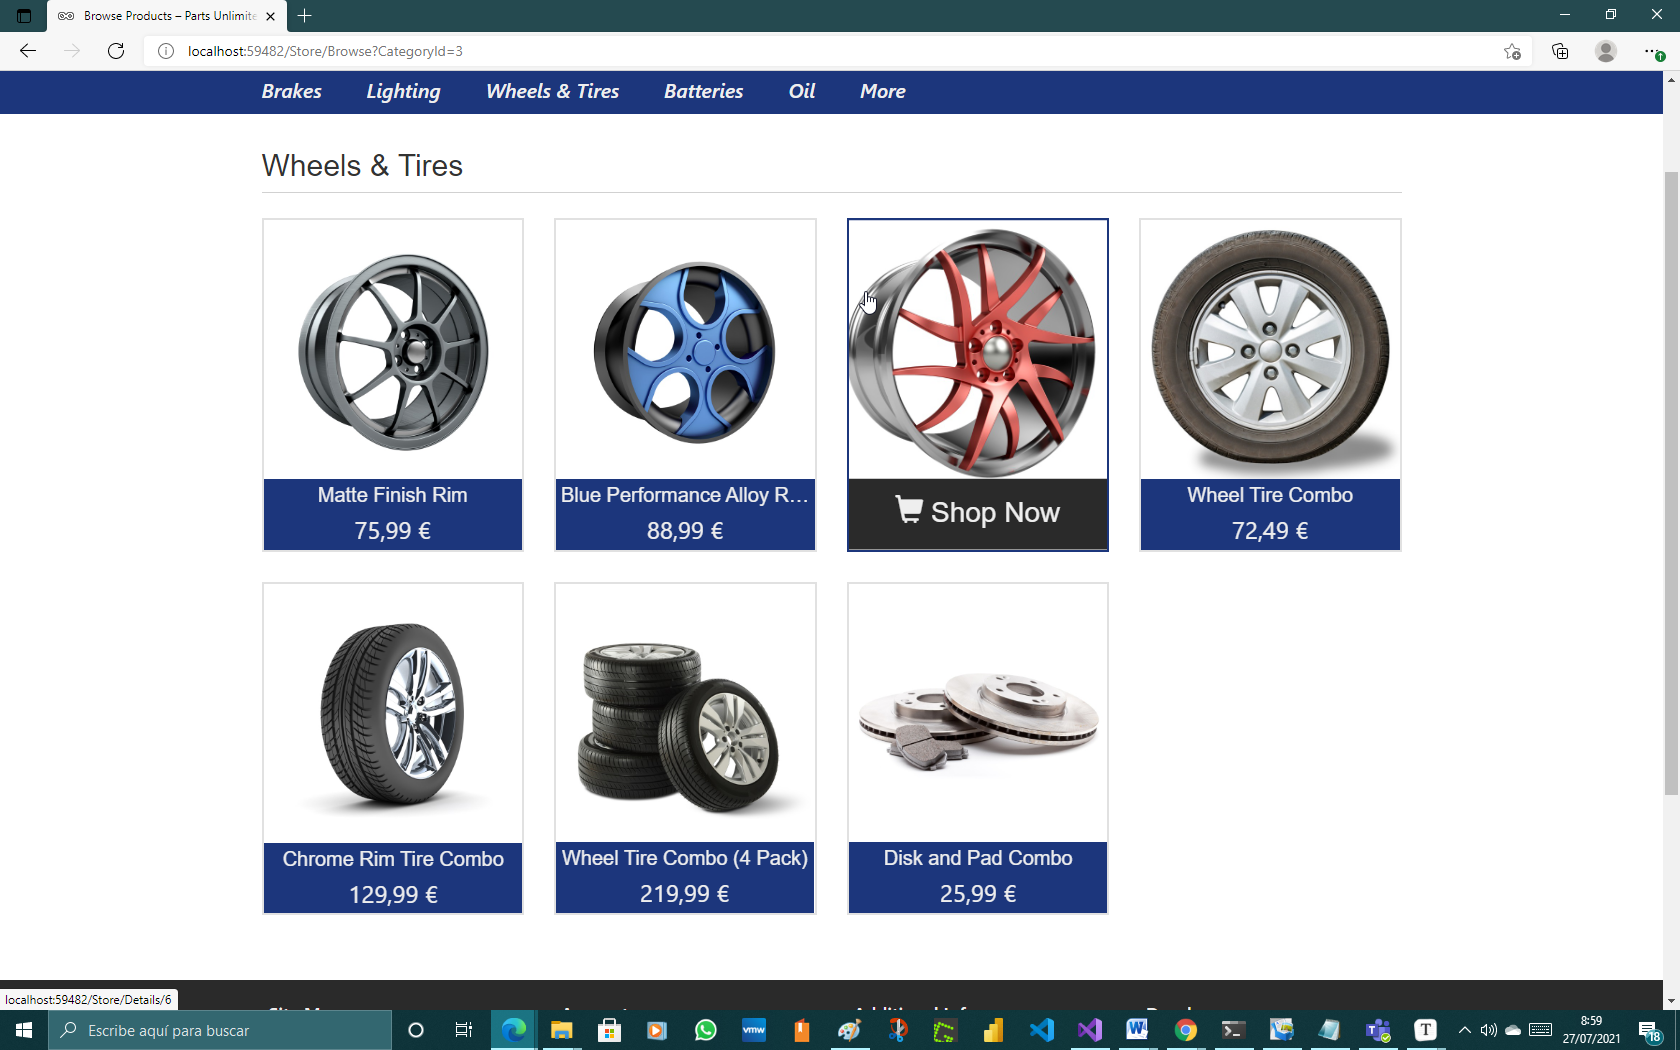 Browse Products – Parts Unlimite
localhost:59482/Store/Browse?CategoryId=3
Brakes Lighting Wheels & Tires Batteries Oil More
Wheels & Tires
Matte Finish Rim
75,99 €
Blue Performance Alloy R...
88,99 €
Shop Now
Wheel Tire Combo
72,49 €
Chrome Rim Tire Combo
129,99 €
Wheel Tire Combo (4 Pack)
219,99 €
Disk and Pad Combo
25,99 €
localhost:59482/Store/Details/6
Escribe aquí para buscar
vmw
W
T
8:59
27/07/2021
18